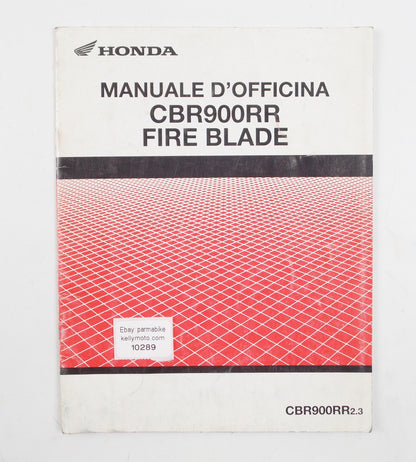 HONDA
MANUALE D'OFFICINA
CBR900RR
FIRE BLADE
Ebay parmabike
kellymoto.com
10289
CBR900RR2.3